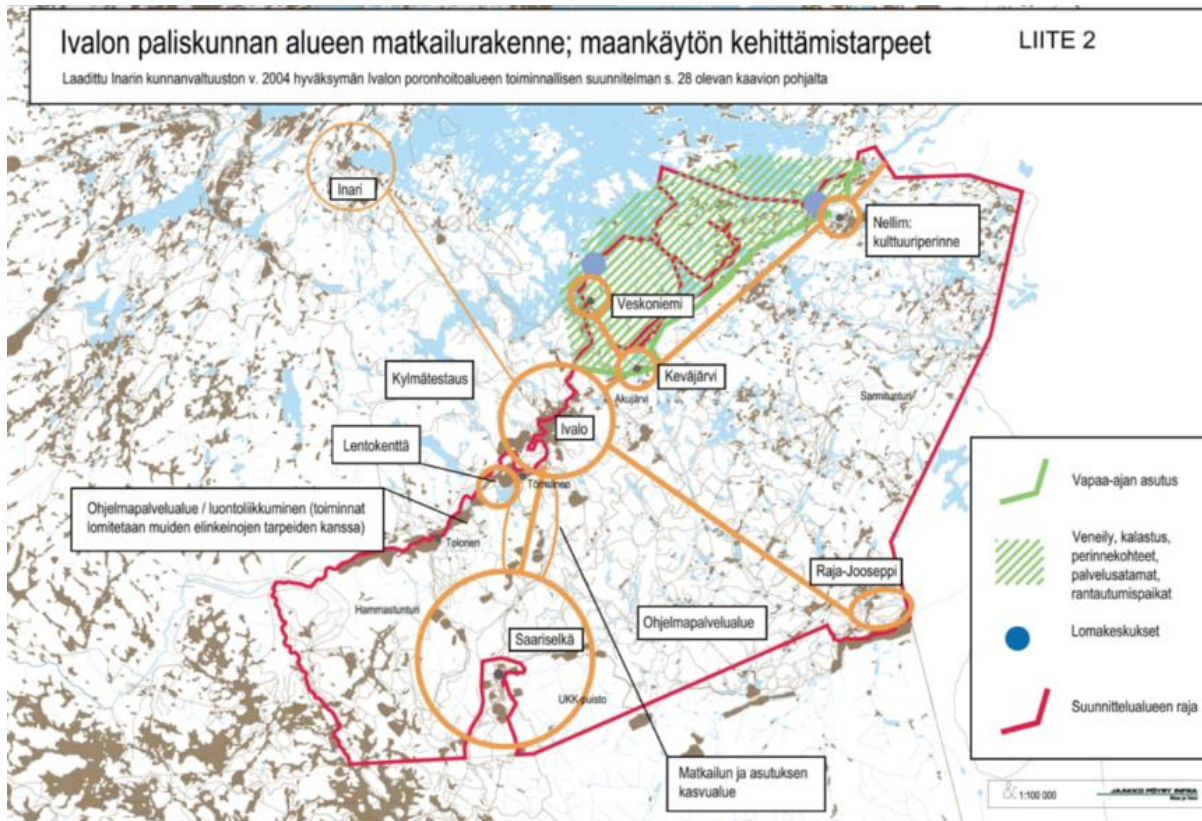 Ivalon paliskunnan alueen matkailurakenne; maankäytön kehittämistarpeet
LIITE 2
Laadittu Inarin kunnanvaltuuston v. 2004 hyväksymän Ivalon poronhoitoalueen toiminnallisen suunnitelman s. 28 olevan kaavion pohjalta
Inari
Nellim:
kulttuuriperinne
Veskoniemi
Kylmätestaus
Keväjärvi
Akujärvi
Sarmitunturi
Ivalo
Lentokenttä
Törmänen
Ohjelmapalvelualue / luontoliikkuminen (toiminnat
lomitetaan muiden elinkeinojen tarpeiden kanssa)
Tolonen
Raja-Jooseppi
Hammastunturi
Saariselkä
Ohjelmapalvelualue
UKK-puisto
Matkailun ja asutuksen
kasvualue
Vapaa-ajan asutus
Veneily, kalastus,
perinnekohteet,
palvelusatamat,
rantautumispaikat
Lomakeskukset
Suunnittelualueen raja
1:100 000
JAAKKO PÖYRY INFRA